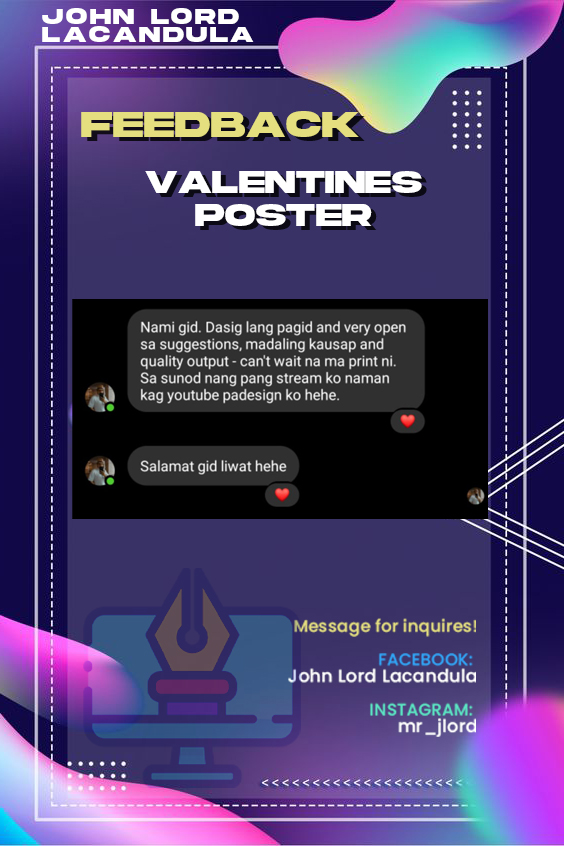 JOHN LORD
LACANDULA
FEEDBACK
VALENTINES
POSTER
Nami gid. Dasig lang pagid and very open
sa suggestions, madaling kausap and
quality output - can't wait na ma print ni.
Sa sunod nang pang stream ko naman
kag youtube padesign ko hehe.
Salamat gid liwat hehe
Message for inquires!
FACEBOOK:
John Lord Lacandula
INSTAGRAM:
mr_jlord